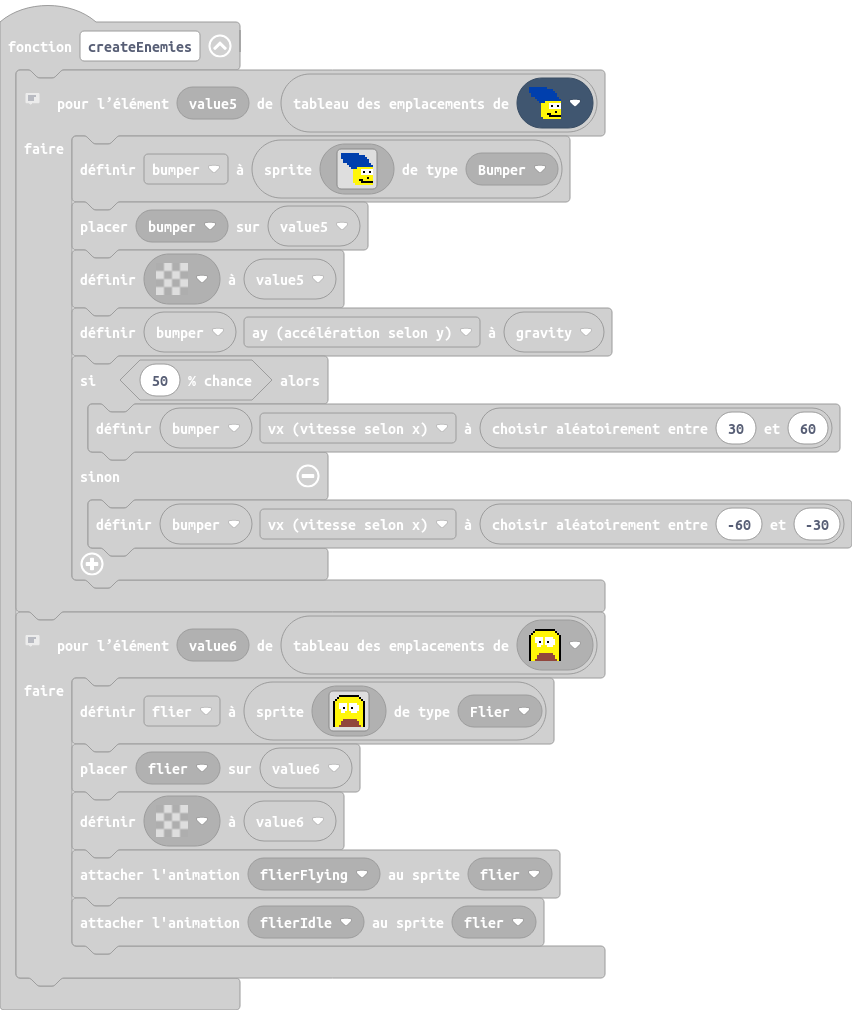 fonction createEnemies
pour l’élément value5 de tableau des emplacements de
faire
définir bumper à sprite de type Bumper
placer bumper sur value5
définir à value5
définir bumper ay (accélération selon y) à gravity
si 50 % chance alors
définir bumper vx (vitesse selon x) à choisir aléatoirement entre 30 et 60
sinon
définir bumper vx (vitesse selon x) à choisir aléatoirement entre -60 et -30
pour l’élément value6 de tableau des emplacements de
faire
définir flier à sprite de type Flier
placer flier sur value6
définir à value6
attacher l'animation flierFlying au sprite flier
attacher l'animation flierIdle au sprite flier